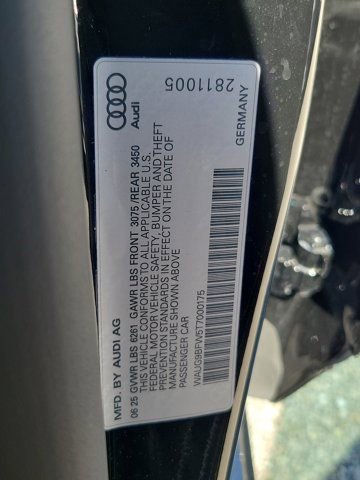 Audi
2811005
MFD. BY AUDI AG
GERMANY
06 25 GVWR LBS 6261 GAWR LBS FRONT 3075 /REAR 3450
THIS VEHICLE CONFORMS TO ALL APPLICABLE U.S.
FEDERAL MOTOR VEHICLE SAFETY, BUMPER AND THEFT
PREVENTION STANDARDS IN EFFECT ON THE DATE OF
MANUFACTURE SHOWN ABOVE
PASSENGER CAR
WAUG9BFW5T7000175